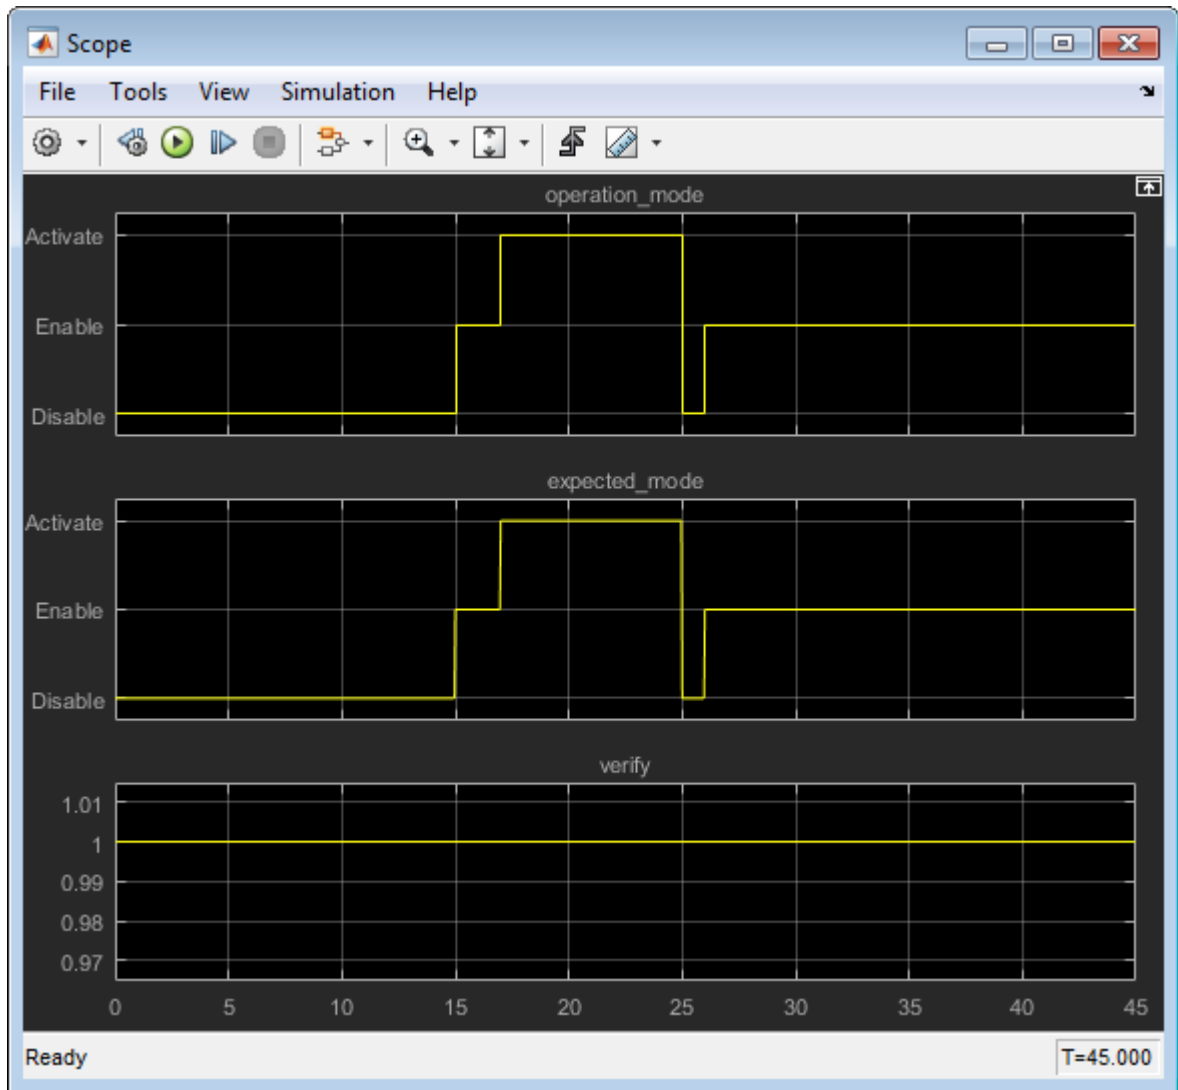 Scope
File Tools View Simulation Help
operation_mode
Activate
Enable
Disable
expected_mode
Activate
Enable
Disable
verify
1.01
1
0.99
0.98
0.97
0 5 10 15 20 25 30 35 40 45
Ready T=45.000